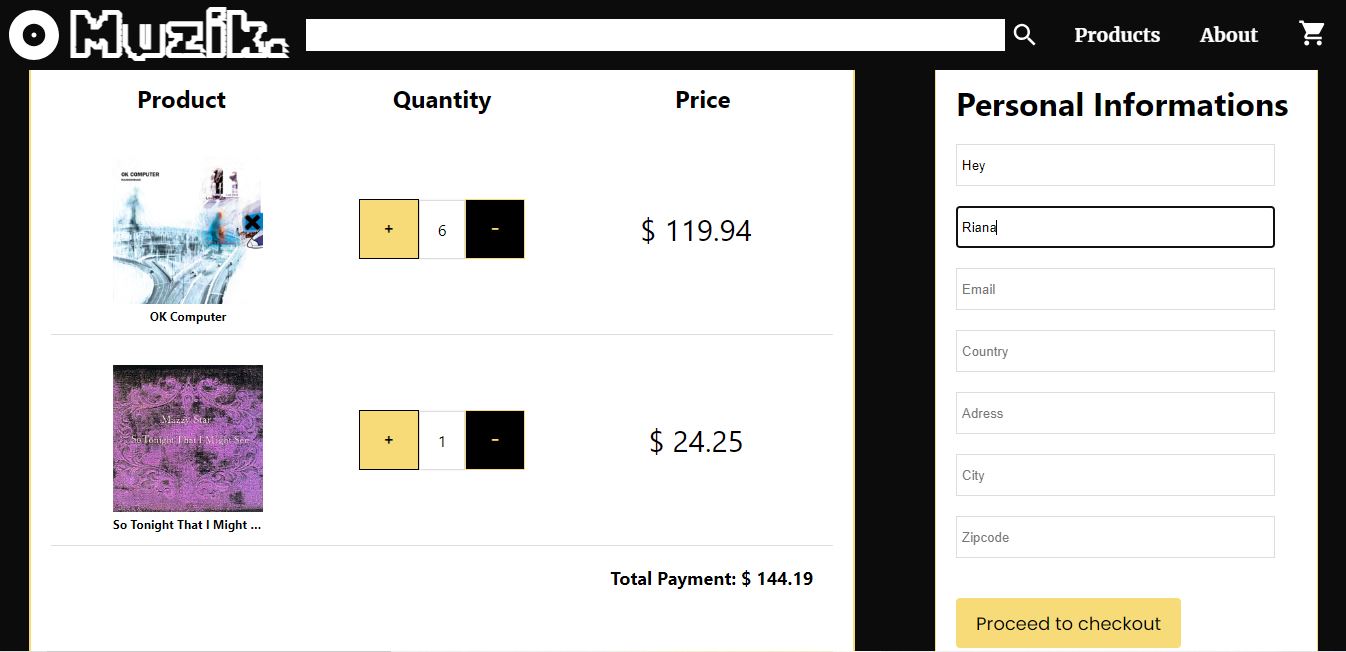 Muzik.
Products
About
Product
Quantity
Price
OK COMPUTER
OK Computer
+
6
-
$ 119.94
Mazzy Star
So Tonight That I Might See
So Tonight That I Might ...
+
1
-
$ 24.25
Total Payment: $ 144.19
Personal Informations
Hey
Riana
Email
Country
Adress
City
Zipcode
Proceed to checkout